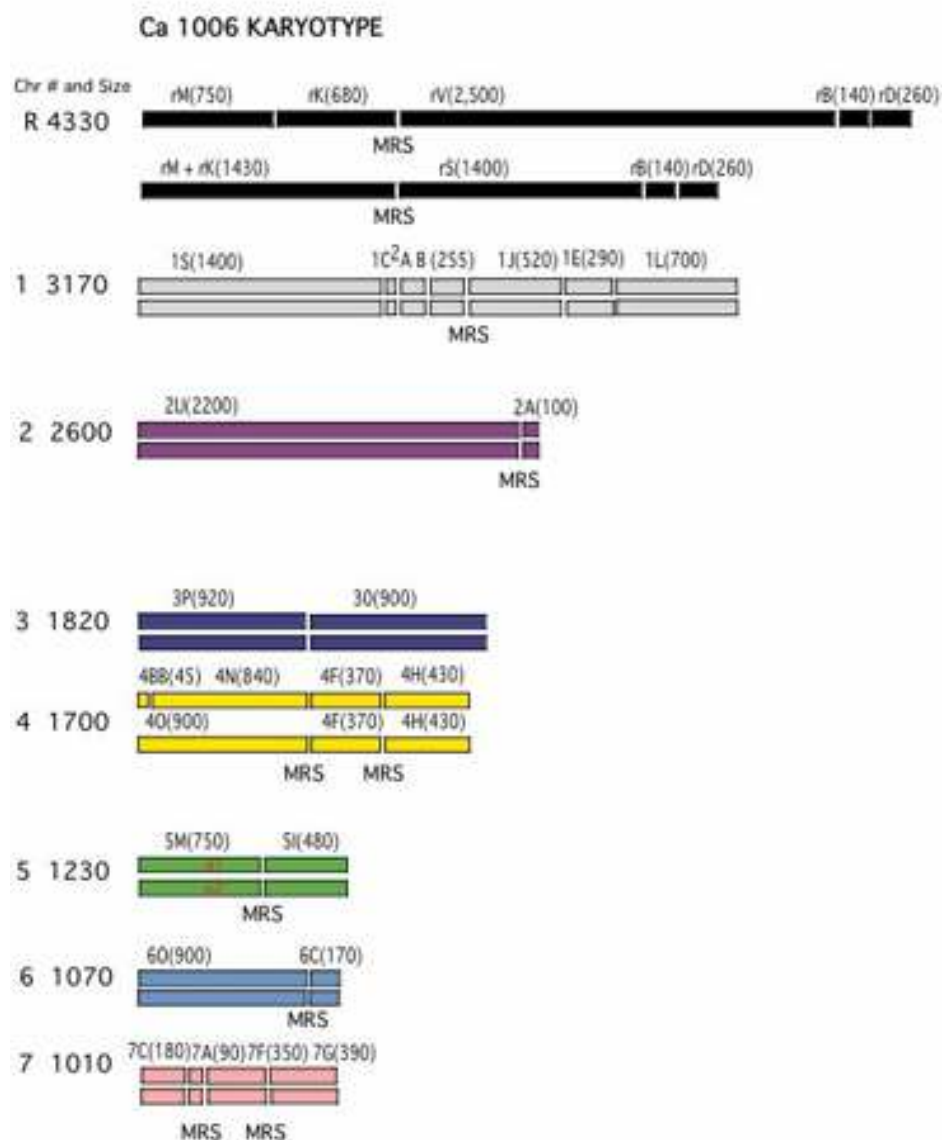 Ca 1006 KARYOTYPE
Chr # and Size
rM(750) rK(680) rV(2,500) rB(140) rD(260)
R 4330
MRS
rM + rK(1430) rS(1400) rB(140) rD(260)
MRS
1S(1400) 1C 2A B (255) 1J(520) 1E(290) 1L(700)
1 3170
MRS
2U(2200) 2A(100)
2 2600
MRS
3P(920) 3O(900)
3 1820
4BB(45) 4N(840) 4F(370) 4H(430)
4 1700
4O(900) 4F(370) 4H(430)
MRS MRS
5M(750) 5I(480)
5 1230
MRS
6O(900) 6C(170)
6 1070
MRS
7C(180) 7A(90) 7F(350) 7G(390)
7 1010
MRS MRS